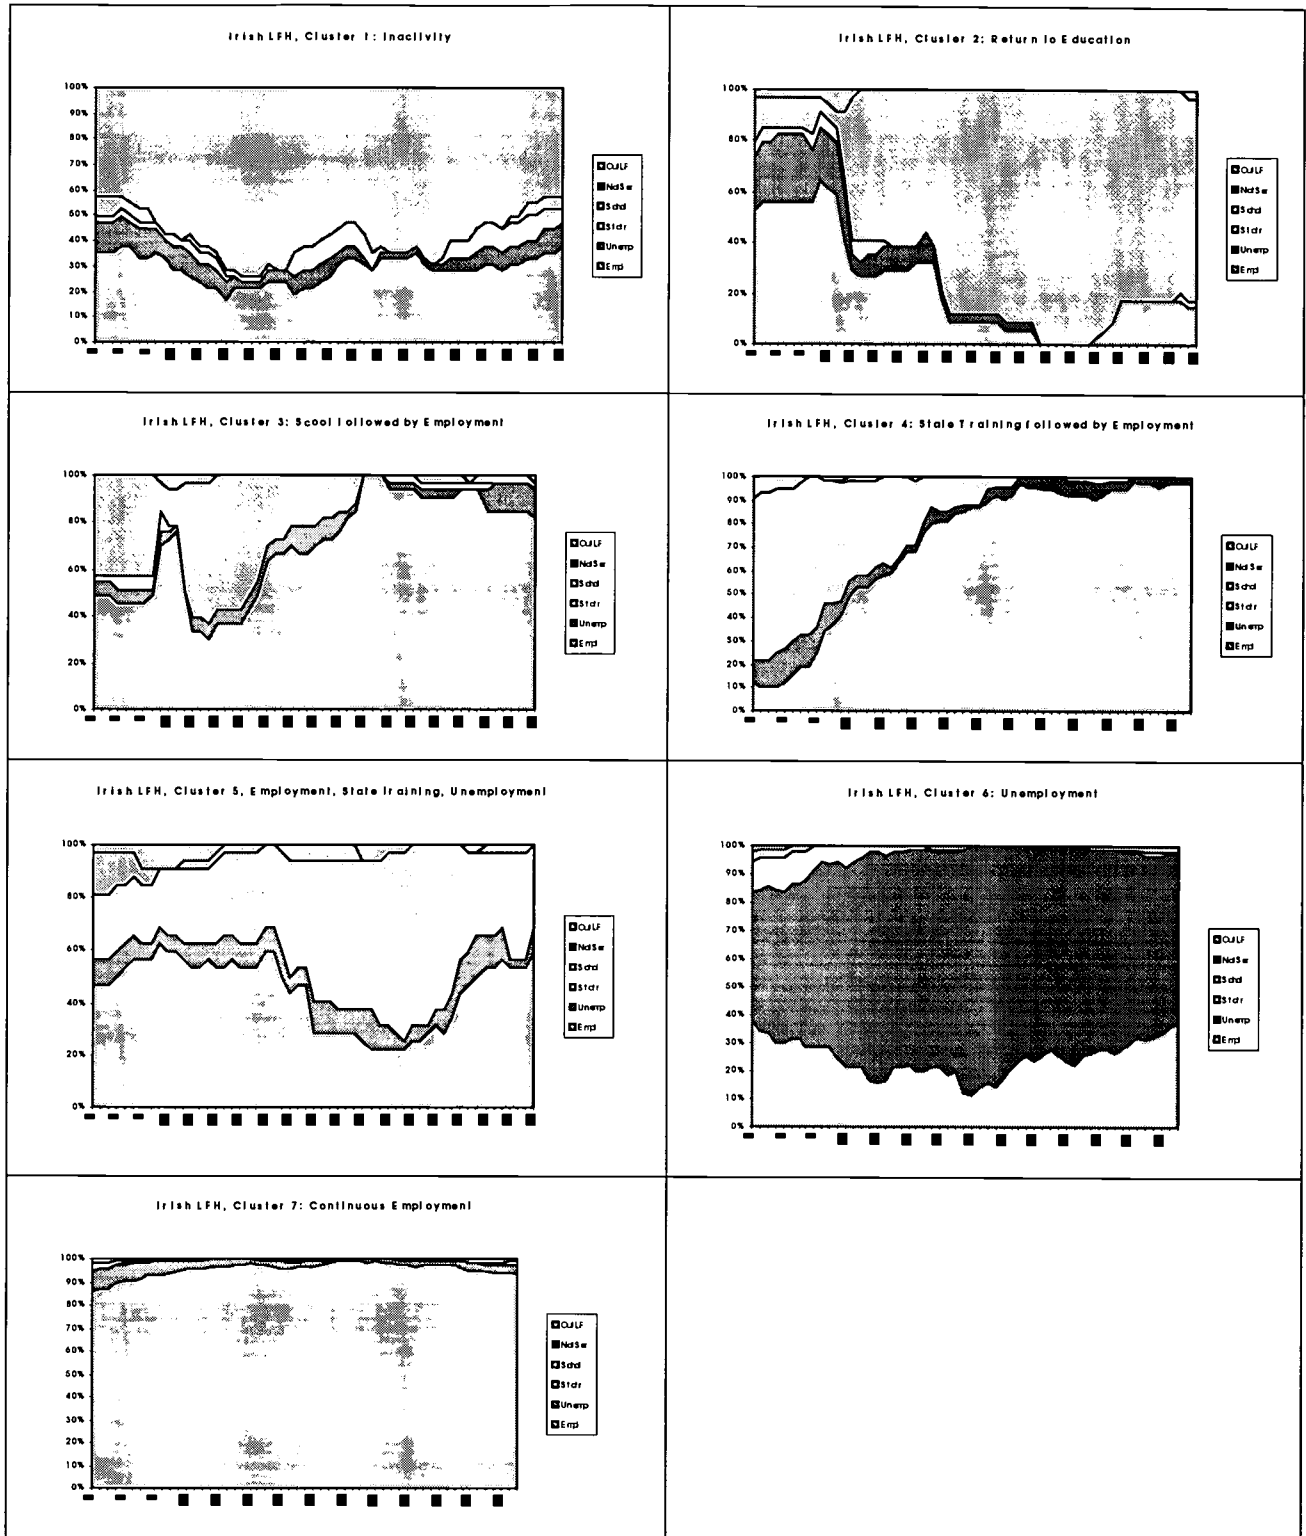 Irish LFH, Cluster 1: Inactivity
100%
90%
80%
70%
60%
50%
40%
30%
20%
10%
0%
OutLF
NatSer
Schol
Sttr
Unemp
Empl
Irish LFH, Cluster 2: Return to Education
100%
80%
60%
40%
20%
0%
OutLF
NatSer
Schol
Sttr
Unemp
Empl
Irish LFH, Cluster 3: Scool followed by Employment
100%
80%
60%
40%
20%
0%
OutLF
NatSer
Schol
Sttr
Unemp
Empl
Irish LFH, Cluster 4: State Training followed by Employment
100%
90%
80%
70%
60%
50%
40%
30%
20%
10%
0%
OutLF
NatSer
Schol
Sttr
Unemp
Empl
Irish LFH, Cluster 5, Employment, State Training, Unemployment
100%
80%
60%
40%
20%
0%
OutLF
NatSer
Schol
Sttr
Unemp
Empl
Irish LFH, Cluster 6: Unemployment
100%
90%
80%
70%
60%
50%
40%
30%
20%
10%
0%
OutLF
NatSer
Schol
Sttr
Unemp
Empl
Irish LFH, Cluster 7: Continuous Employment
100%
90%
80%
70%
60%
50%
40%
30%
20%
10%
0%
OutLF
NatSer
Schol
Sttr
Unemp
Empl